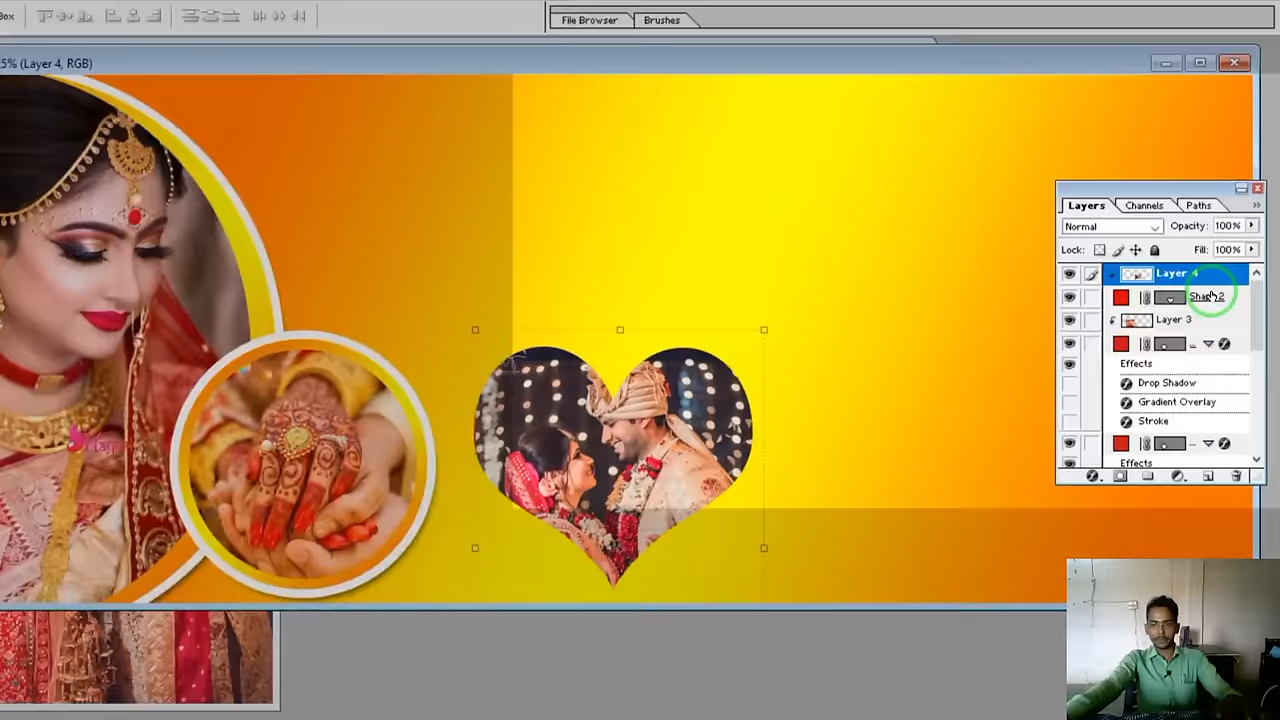 Box
File Browser
Brushes
5% (Layer 4, RGB)
Layers
Channels
Paths
Normal
Opacity: 100%
Lock:
Fill: 100%
Layer 4
Shape 2
Layer 3
Effects
Drop Shadow
Gradient Overlay
Stroke
Effects